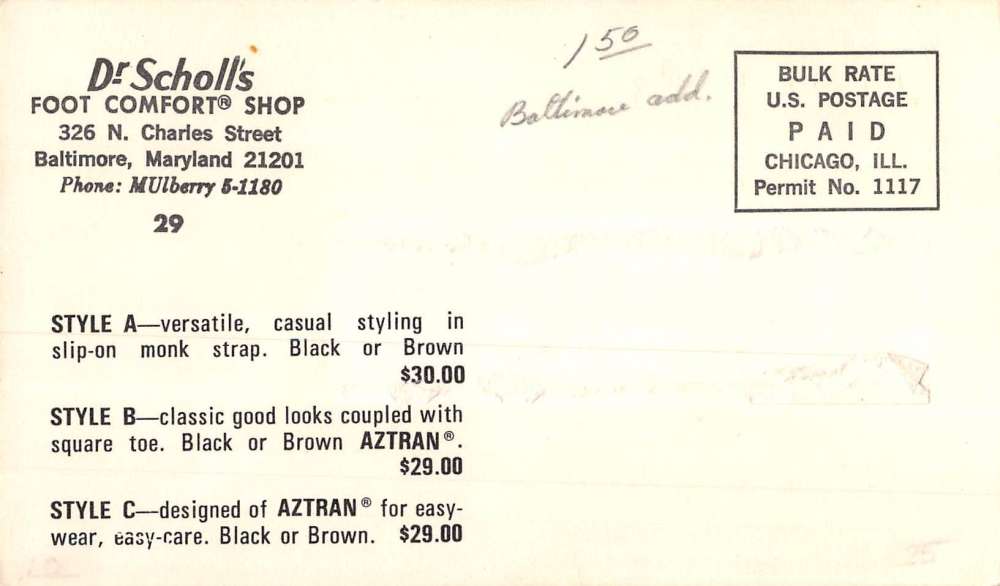 Dr Scholl's
FOOT COMFORT® SHOP
326 N. Charles Street
Baltimore, Maryland 21201
Phone: MUlberry 5-1180
29
1 50
Baltimore add.
BULK RATE
U.S. POSTAGE
PAID
CHICAGO, ILL.
Permit No. 1117
STYLE A—versatile, casual styling in
slip-on monk strap. Black or Brown
$30.00
STYLE B—classic good looks coupled with
square toe. Black or Brown AZTRAN®.
$29.00
STYLE C—designed of AZTRAN® for easy-
wear, easy-care. Black or Brown. $29.00